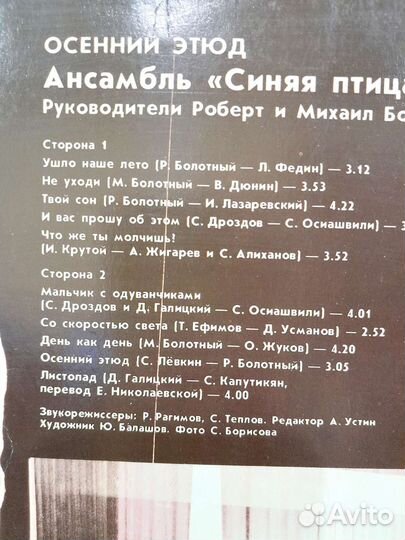 ОСЕННИЙ ЭТЮД
Ансамбль «Синяя птица
Руководители Роберт и Михаил Бо
Сторона 1
Ушло наше лето (Р. Болотный — Л. Федин) — 3.12
Не уходи (М. Болотный — В. Дюнин) — 3.53
Твой сон (Р. Болотный — И. Лазаревский) — 4.22
И вас прошу об этом (С. Дроздов — С. Осиашвили) — 3
Что же ты молчишь?
(И. Крутой — А. Жигарев и С. Алиханов) — 3.52
Сторона 2
Мальчик с одуванчиками
(С. Дроздов и Д. Галицкий — С. Осиашвили) — 4.01
Со скоростью света (Т. Ефимов — Д. Усманов) — 2.52
День как день (М. Болотный — О. Жуков) — 4.20
Осенний этюд (С. Лёвкин — Р. Болотный) — 3.05
Листопад (Д. Галицкий — С. Капутикян,
перевод Е. Николаевской) — 4.00
Звукорежиссеры: Р. Рагимов, С. Теплов. Редактор А. Устин
Художник Ю. Балашов. Фото С. Борисова
Avito